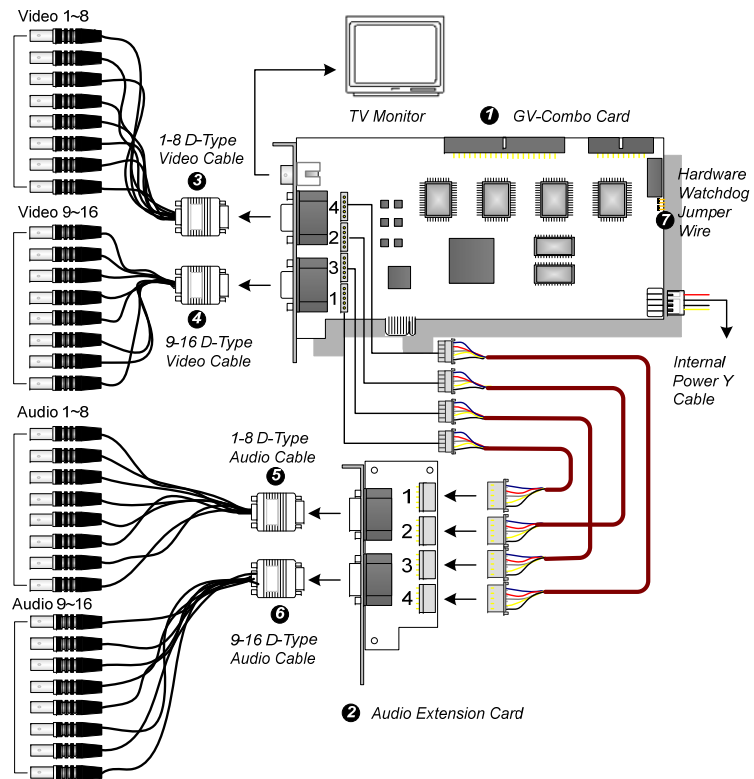 Video 1~8
TV Monitor
1 GV-Combo Card
1-8 D-Type
Video Cable
3
Hardware
Watchdog
7 Jumper
Wire
Video 9~16
4
2
3
1
4
9-16 D-Type
Video Cable
Internal
Power Y
Cable
Audio 1~8
1-8 D-Type
Audio Cable
5
1
2
3
4
Audio 9~16
6
9-16 D-Type
Audio Cable
2 Audio Extension Card